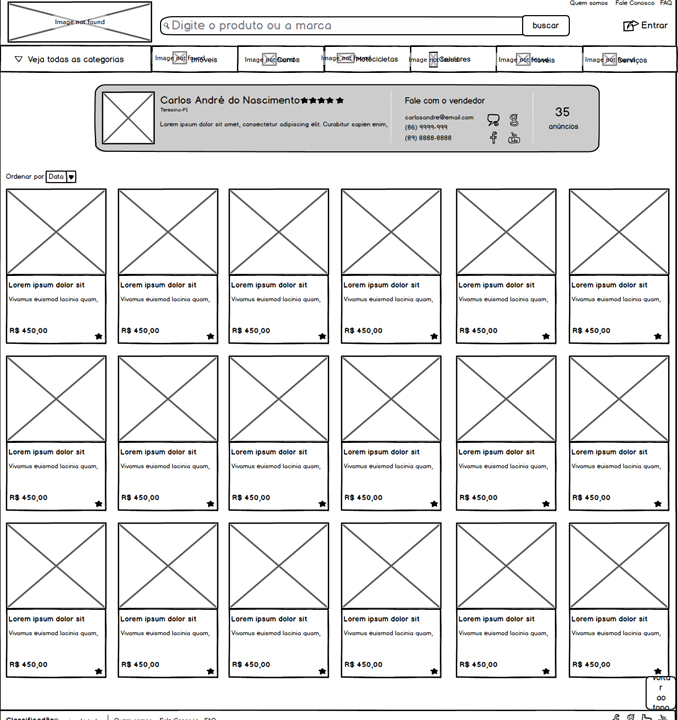 Quem somos Fale Conosco FAQ
Image not found
Digite o produto ou a marca
buscar
Entrar
Veja todas as categorias
Image not found Imóveis
Image not found Carros
Image not found Motocicletas
Image not found Celulares
Image not found Móveis
Image not found Serviços
Carlos André do Nascimento
Teresina-PI
Lorem ipsum dolor sit amet, consectetur adipiscing elit. Curabitur sapien enim,
Fale com o vendedor
carlosandre@email.com
(86) 9999-999
(89) 8888-8888
35
anúncios
Ordenar por Data
Lorem ipsum dolor sit Lorem ipsum dolor sit Lorem ipsum dolor sit Lorem ipsum dolor sit Lorem ipsum dolor sit Lorem ipsum dolor sit
Vivamus euismod lacinia quam, Vivamus euismod lacinia quam, Vivamus euismod lacinia quam, Vivamus euismod lacinia quam, Vivamus euismod lacinia quam, Vivamus euismod lacinia quam,
R$ 450,00 R$ 450,00 R$ 450,00 R$ 450,00 R$ 450,00 R$ 450,00
Lorem ipsum dolor sit Lorem ipsum dolor sit Lorem ipsum dolor sit Lorem ipsum dolor sit Lorem ipsum dolor sit Lorem ipsum dolor sit
Vivamus euismod lacinia quam, Vivamus euismod lacinia quam, Vivamus euismod lacinia quam, Vivamus euismod lacinia quam, Vivamus euismod lacinia quam, Vivamus euismod lacinia quam,
R$ 450,00 R$ 450,00 R$ 450,00 R$ 450,00 R$ 450,00 R$ 450,00
Lorem ipsum dolor sit Lorem ipsum dolor sit Lorem ipsum dolor sit Lorem ipsum dolor sit Lorem ipsum dolor sit Lorem ipsum dolor sit
Vivamus euismod lacinia quam, Vivamus euismod lacinia quam, Vivamus euismod lacinia quam, Vivamus euismod lacinia quam, Vivamus euismod lacinia quam, Vivamus euismod lacinia quam,
R$ 450,00 R$ 450,00 R$ 450,00 R$ 450,00 R$ 450,00 R$ 450,00
volta
r
ao
topo
Quem somos Fale Conosco FAQ